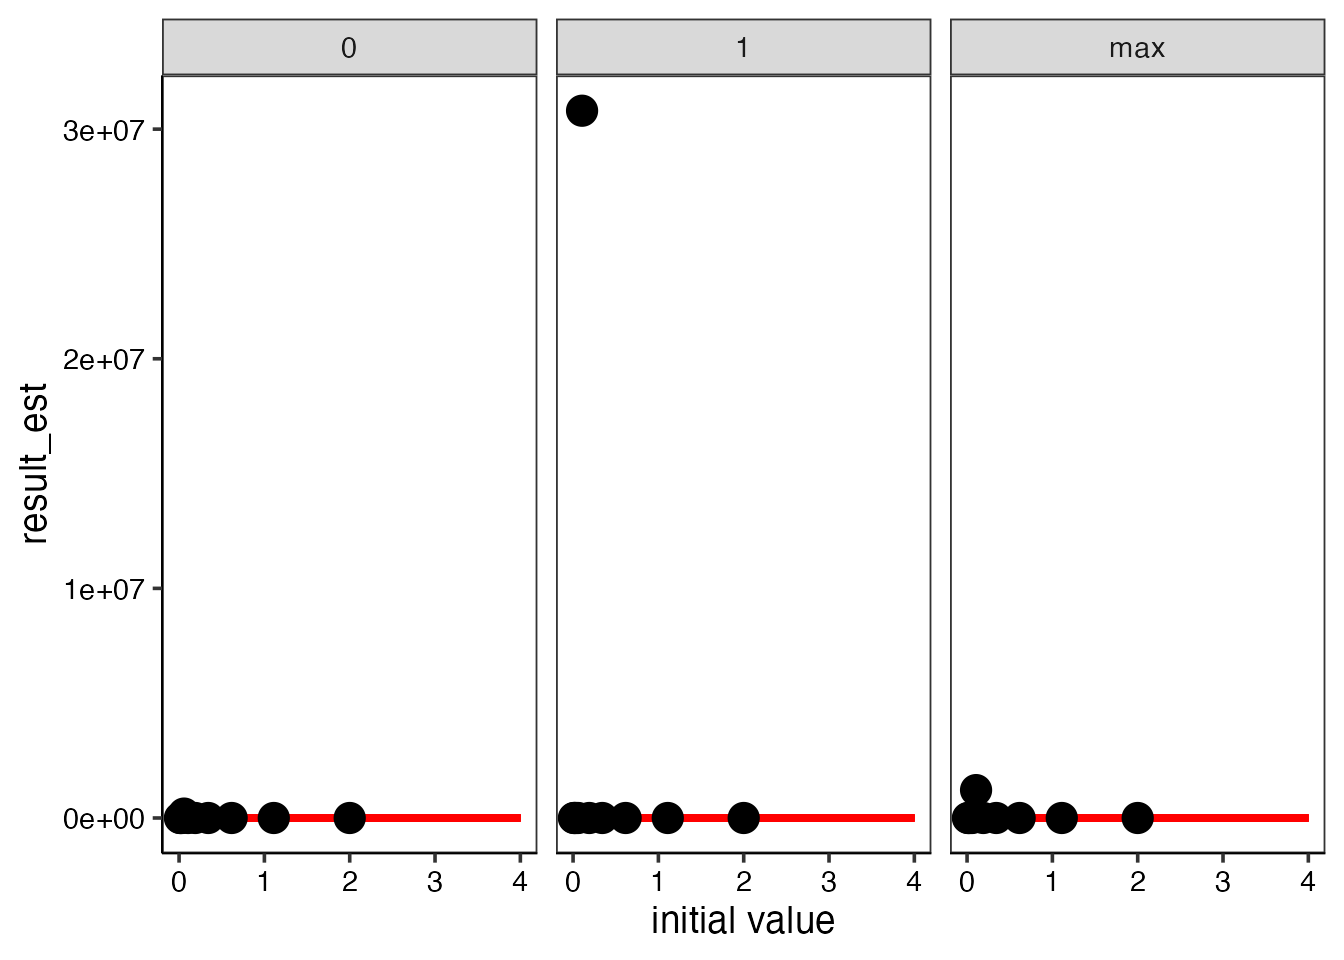 0
1
max
3e+07
2e+07
1e+07
0e+00
result_est
0 1 2 3 4
0 1 2 3 4
0 1 2 3 4
initial value